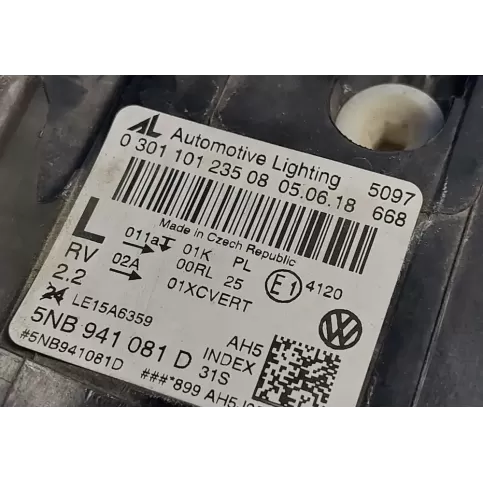 AL Automotive Lighting 5097
0 301 101 235 08 05.06.18 668
Made in Czech Republic
L 011a 01K PL
RV 02A 00RL 25 E1 4120
2.2 01XCVERT
24 LE15A6359
5NB 941 081 D AH5
#5NB941081D INDEX 31S
###*899 AH5